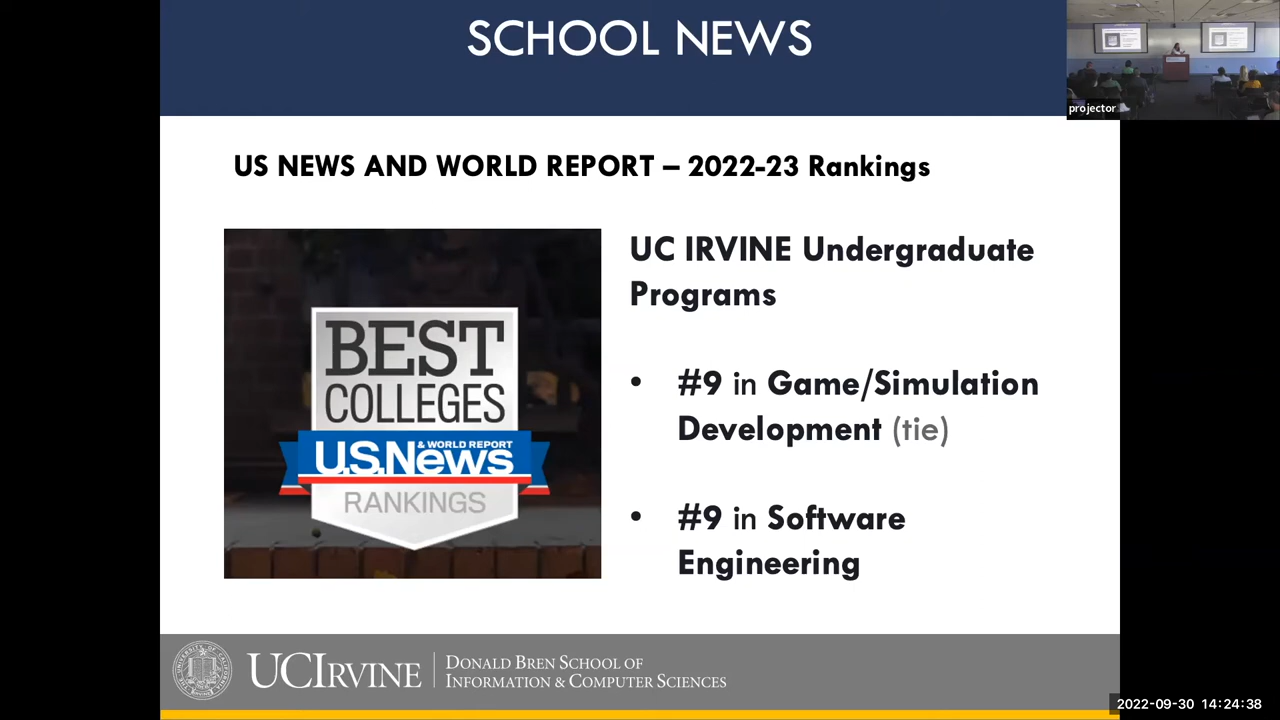 SCHOOL NEWS
projector
US NEWS AND WORLD REPORT – 2022-23 Rankings
BEST
COLLEGES
& WORLD REPORT
U.S.News
RANKINGS
UC IRVINE Undergraduate
Programs
• #9 in Game/Simulation
Development (tie)
• #9 in Software
Engineering
UCIRVINE
DONALD BREN SCHOOL OF
INFORMATION & COMPUTER SCIENCES
2022-09-30 14:24:38